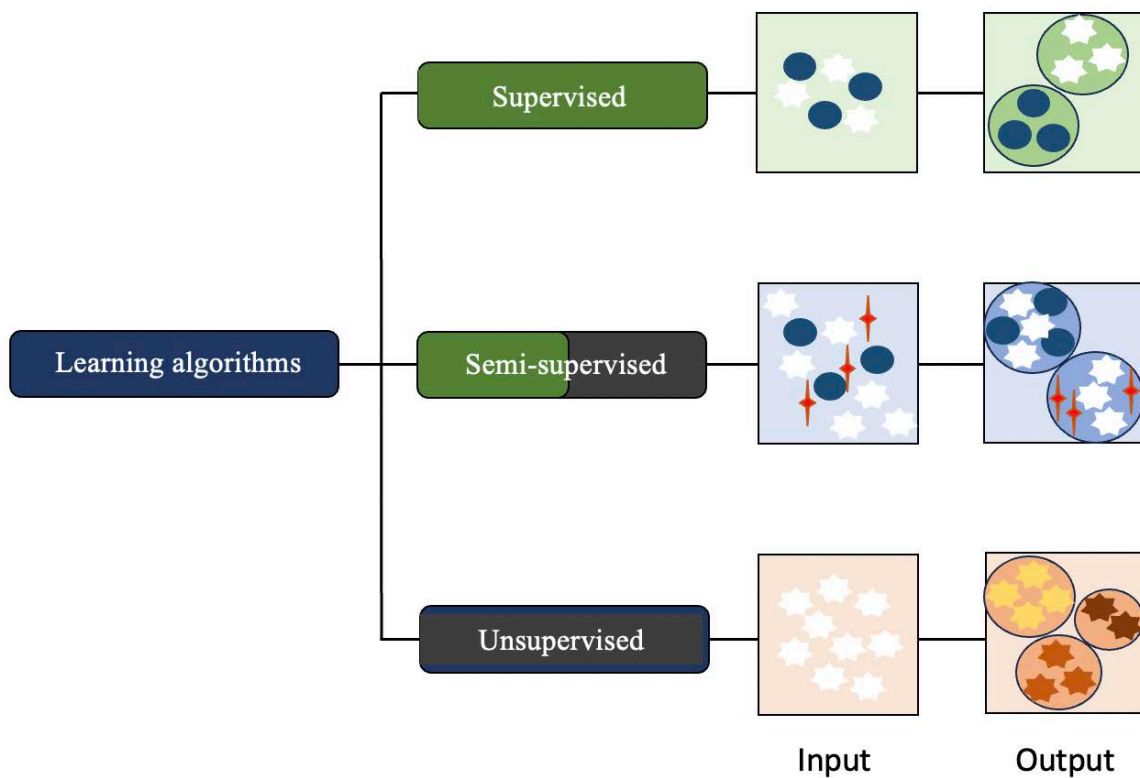 Supervised
Learning algorithms
Semi-supervised
Unsupervised
Input
Output